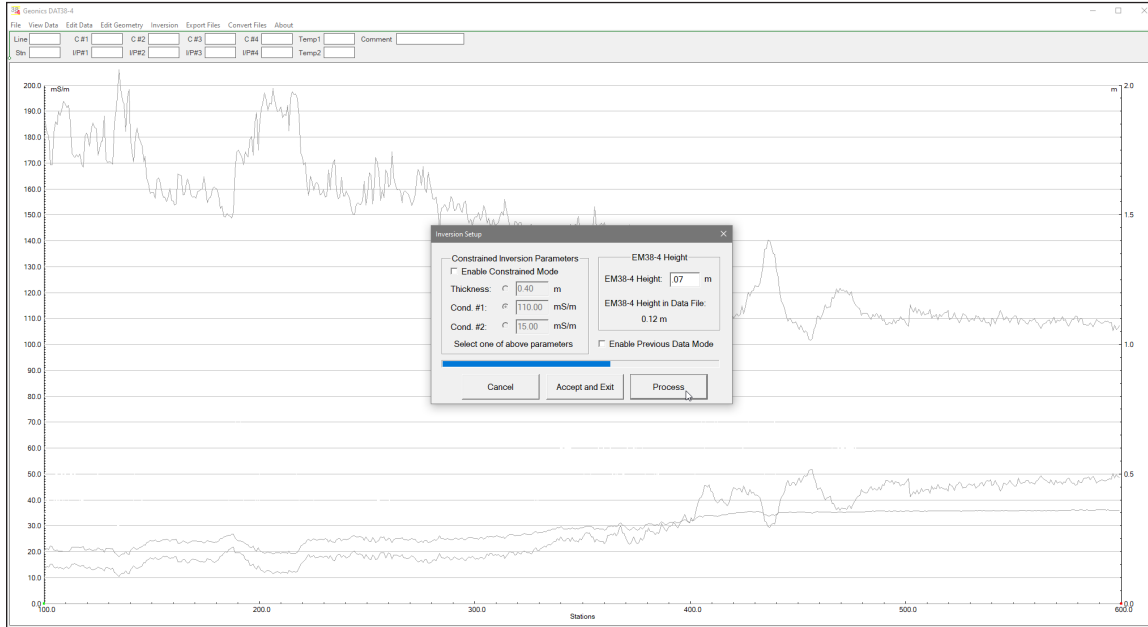 Geonics DAT38-4
File View Data Edit Data Edit Geometry Inversion Export Files Convert Files About
Line C #1 C #2 C #3 C #4 Temp1 Comment
Stn I/P#1 I/P#2 I/P#3 I/P#4 Temp2
200.0 mS/m m 2.0
190.0
180.0
170.0
160.0
150.0 1.5
140.0
130.0
120.0
110.0
100.0 1.0
90.0
80.0
70.0
60.0
50.0 0.5
40.0
30.0
20.0
10.0
0.0 0.0
100.0 200.0 300.0 400.0 500.0 600.0
Stations
Inversion Setup
Constrained Inversion Parameters
Enable Constrained Mode
Thickness: 0.40 m
Cond. #1: 110.00 mS/m
Cond. #2: 15.00 mS/m
Select one of above parameters
EM38-4 Height
EM38-4 Height: .07 m
EM38-4 Height in Data File:
0.12 m
Enable Previous Data Mode
Cancel Accept and Exit Process